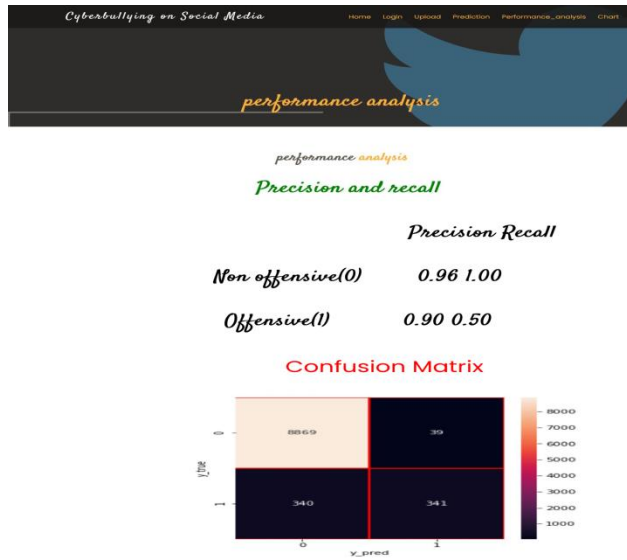 Cyberbullying on Social Media Home Login Upload Prediction Performance_analysis Chart
performance analysis
performance analysis
Precision and recall
Precision Recall
Non offensive(0) 0.96 1.00
Offensive(1) 0.90 0.50
Confusion Matrix
8000
0 8869 39
7000
6000
5000
y_true
4000
3000
1 340 341
2000
1000
0 1
y_pred